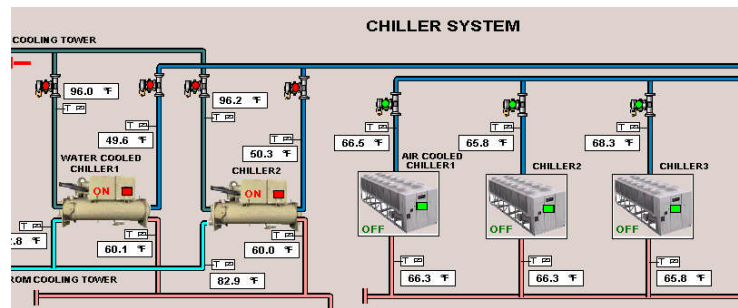 CHILLER SYSTEM
COOLING TOWER
96.0 °F
96.2 °F
49.6 °F
50.3 °F
66.5 °F
65.8 °F
68.3 °F
WATER COOLED
CHILLER1
CHILLER2
AIR COOLED
CHILLER1
CHILLER2
CHILLER3
ON
ON
OFF
OFF
OFF
2.8 °F
60.1 °F
60.0 °F
66.3 °F
66.3 °F
65.8 °F
ROM COOLING TOWER
82.9 °F
T
T
T
T
T
T
T
T
T
T
T
T
T